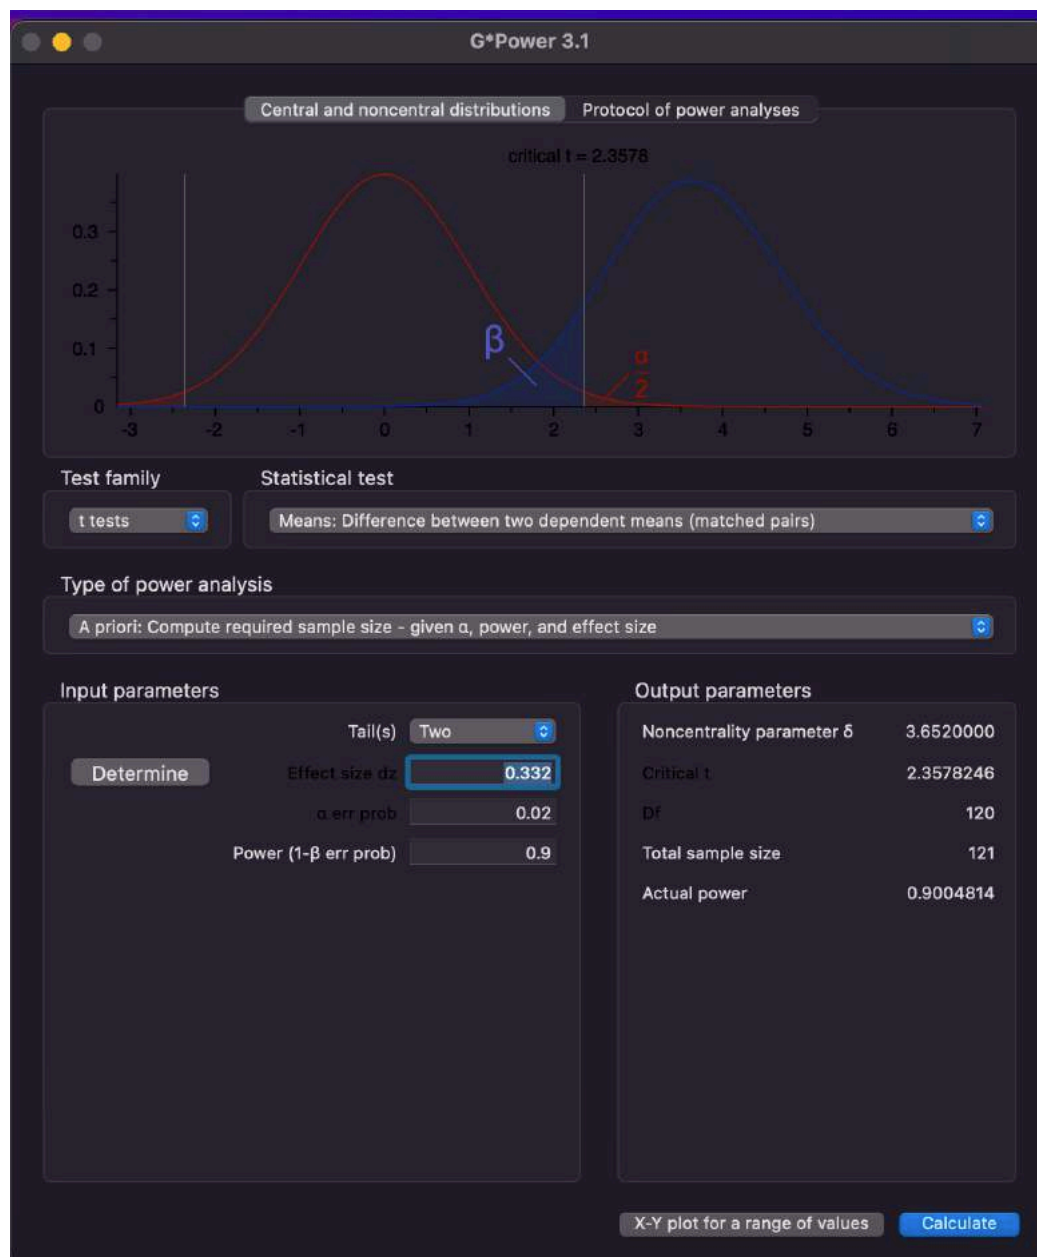 G*Power 3.1
Central and noncentral distributions Protocol of power analyses
critical t = 2.3578
0.3
0.2
0.1
0
β
α
2
-3 -2 -1 0 1 2 3 4 5 6 7
Test family Statistical test
t tests Means: Difference between two dependent means (matched pairs)
Type of power analysis
A priori: Compute required sample size - given α, power, and effect size
Input parameters Output parameters
Tail(s) Two Noncentrality parameter δ 3.6520000
Determine Effect size dz 0.332 Critical t 2.3578246
α err prob 0.02 Df 120
Power (1-β err prob) 0.9 Total sample size 121
Actual power 0.9004814
X-Y plot for a range of values Calculate